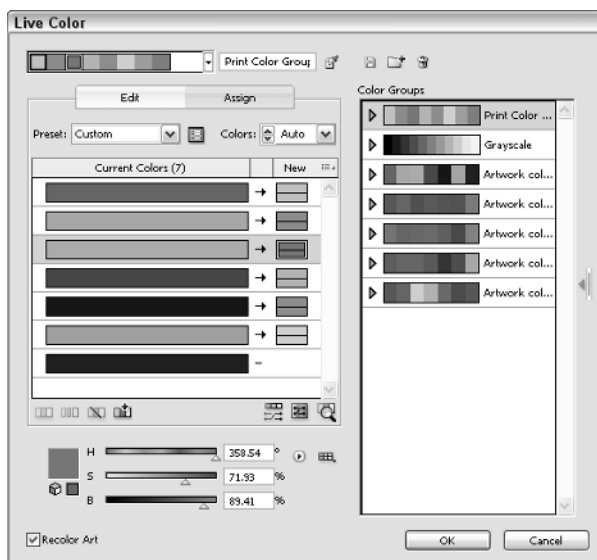 Live Color
Print Color Group
Color Groups
Edit Assign
Preset: Custom Colors: Auto
Current Colors (7) New
Print Color ...
Grayscale
Artwork col...
Artwork col...
Artwork col...
Artwork col...
Artwork col...
H 358.54 °
S 71.93 %
B 89.41 %
Recolor Art
OK Cancel